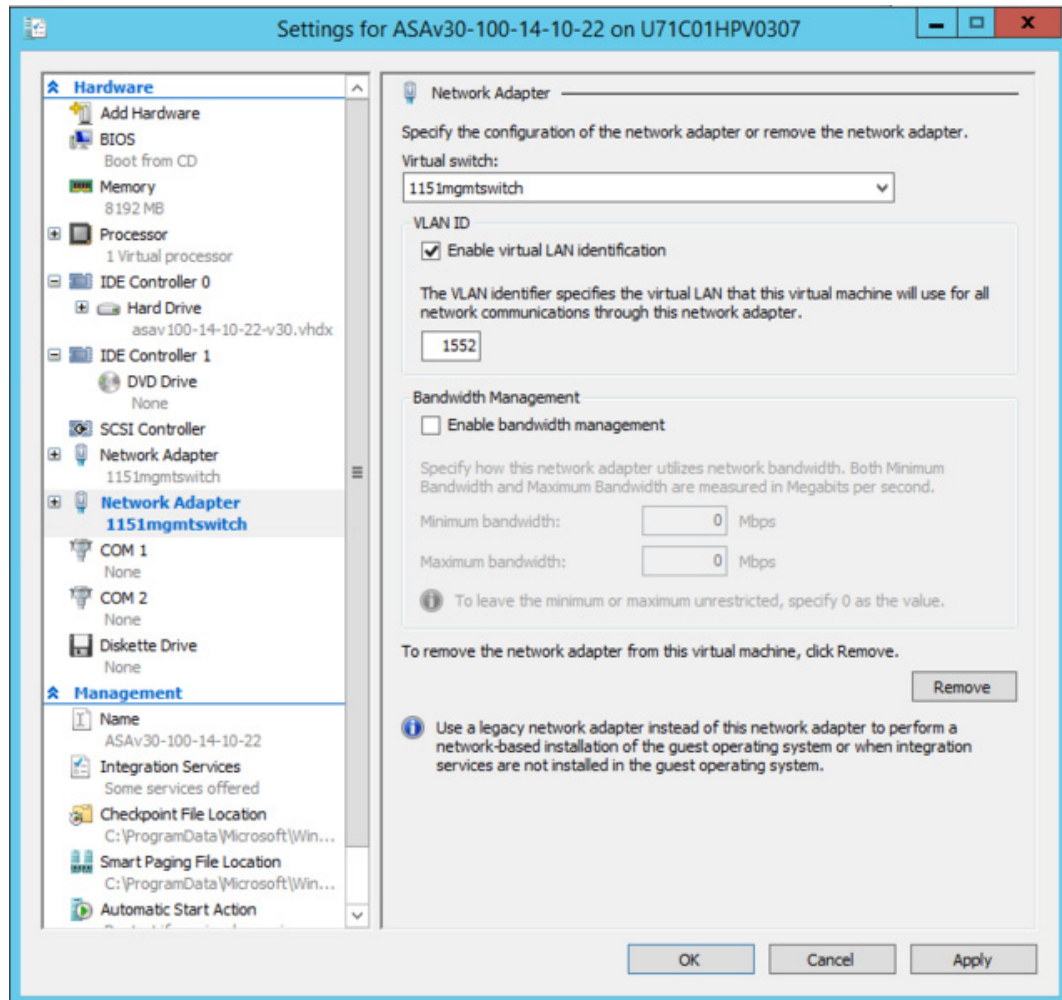 Settings for ASAv30-100-14-10-22 on U71C01HPV0307
Hardware
Add Hardware
BIOS
Boot from CD
Memory
8192 MB
Processor
1 Virtual processor
IDE Controller 0
Hard Drive
asav100-14-10-22-v30.vhdx
IDE Controller 1
DVD Drive
None
SCSI Controller
Network Adapter
1151mgmtswitch
Network Adapter
1151mgmtswitch
COM 1
None
COM 2
None
Diskette Drive
None
Management
Name
ASAv30-100-14-10-22
Integration Services
Some services offered
Checkpoint File Location
C:\ProgramData\Microsoft\Win...
Smart Paging File Location
C:\ProgramData\Microsoft\Win...
Automatic Start Action
Network Adapter
Specify the configuration of the network adapter or remove the network adapter.
Virtual switch:
1151mgmtswitch
VLAN ID
Enable virtual LAN identification
The VLAN identifier specifies the virtual LAN that this virtual machine will use for all
network communications through this network adapter.
1552
Bandwidth Management
Enable bandwidth management
Specify how this network adapter utilizes network bandwidth. Both Minimum
Bandwidth and Maximum Bandwidth are measured in Megabits per second.
Minimum bandwidth: 0 Mbps
Maximum bandwidth: 0 Mbps
To leave the minimum or maximum unrestricted, specify 0 as the value.
To remove the network adapter from this virtual machine, click Remove.
Remove
Use a legacy network adapter instead of this network adapter to perform a
network-based installation of the guest operating system or when integration
services are not installed in the guest operating system.
OK Cancel Apply